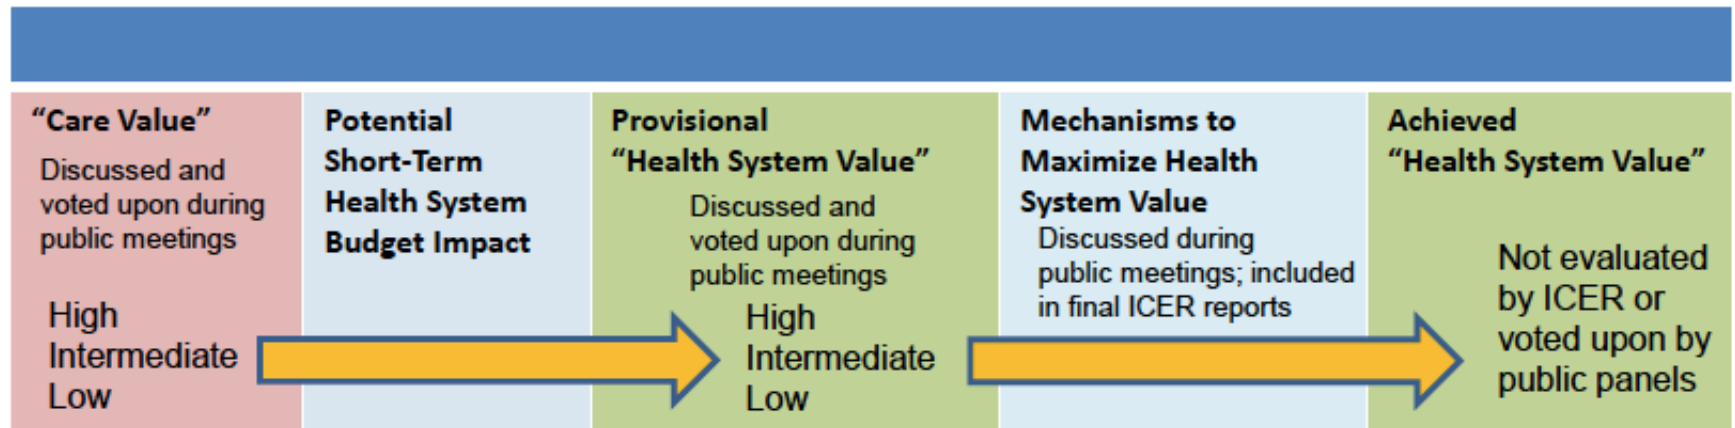 “Care Value”
Discussed and
voted upon during
public meetings
High
Intermediate
Low
Potential
Short-Term
Health System
Budget Impact
Provisional
“Health System Value”
Discussed and
voted upon during
public meetings
High
Intermediate
Low
Mechanisms to
Maximize Health
System Value
Discussed during
public meetings; included
in final ICER reports
Achieved
“Health System Value”
Not evaluated
by ICER or
voted upon by
public panels